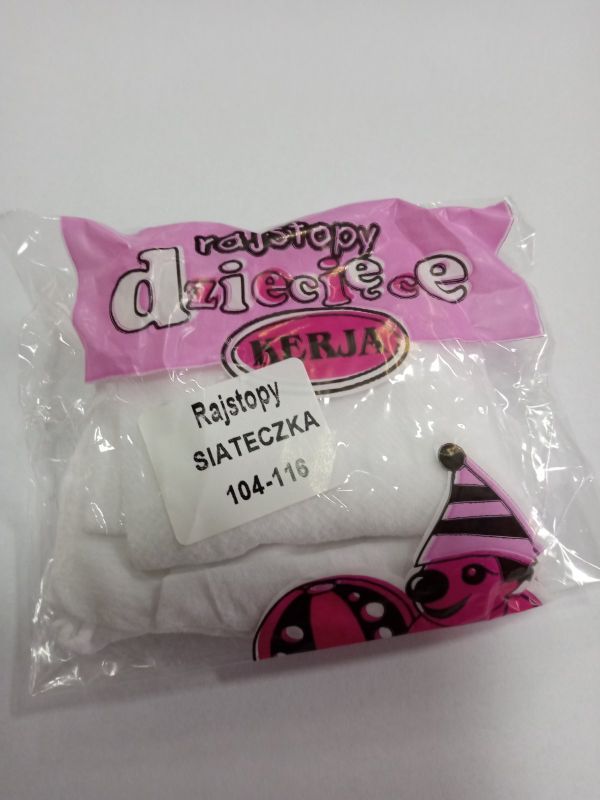 rajstopy
dziecięce
KERJA
Rajstopy
SIATECZKA
104-116